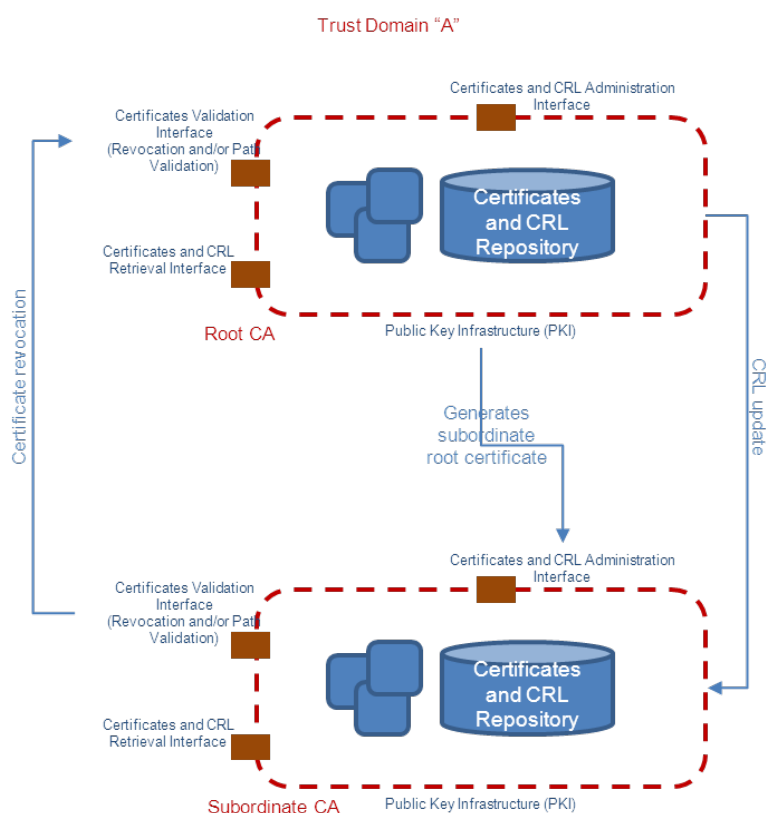 Trust Domain “A”
Certificates and CRL Administration
Interface
Certificates Validation
Interface
(Revocation and/or Path
Validation)
Certificates
and CRL
Repository
Certificates and CRL
Retrieval Interface
Root CA
Public Key Infrastructure (PKI)
Certificate revocation
Generates
subordinate
root certificate
CRL update
Certificates and CRL Administration
Interface
Certificates Validation
Interface
(Revocation and/or Path
Validation)
Certificates
and CRL
Repository
Certificates and CRL
Retrieval Interface
Subordinate CA
Public Key Infrastructure (PKI)